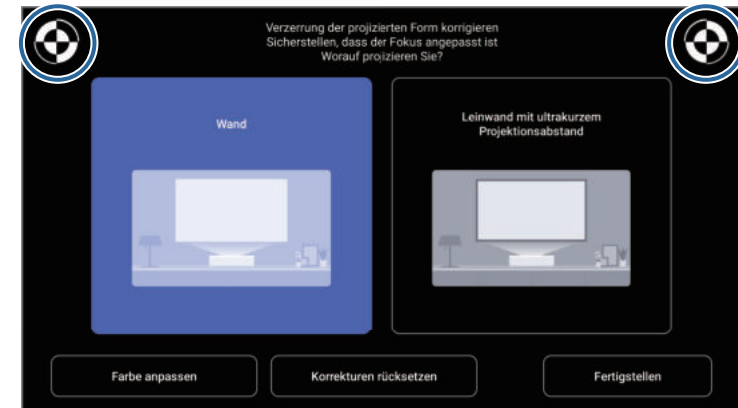 Verzerrung der projizierten Form korrigieren
Sicherstellen, dass der Fokus angepasst ist
Worauf projizieren Sie?
Wand
Leinwand mit ultrakurzem
Projektionsabstand
Farbe anpassen
Korrekturen rücksetzen
Fertigstellen